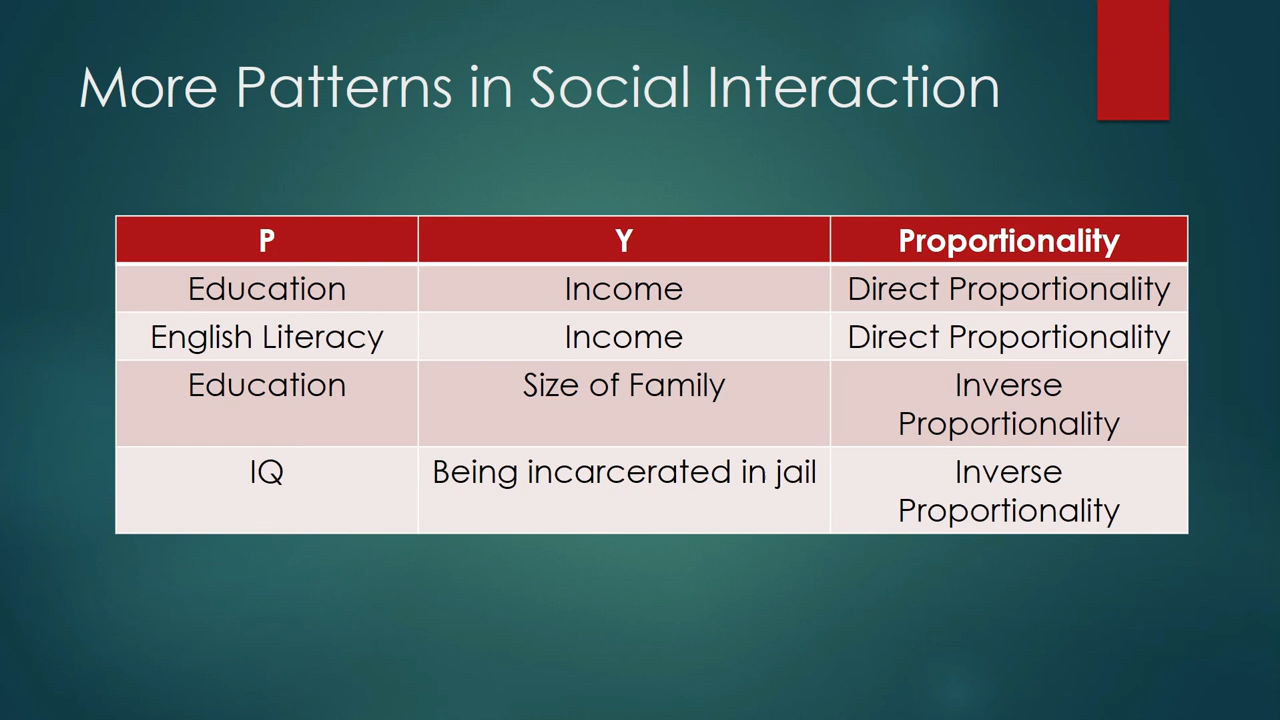 More Patterns in Social Interaction
P Y Proportionality
Education Income Direct Proportionality
English Literacy Income Direct Proportionality
Education Size of Family Inverse
Proportionality
IQ Being incarcerated in jail Inverse
Proportionality